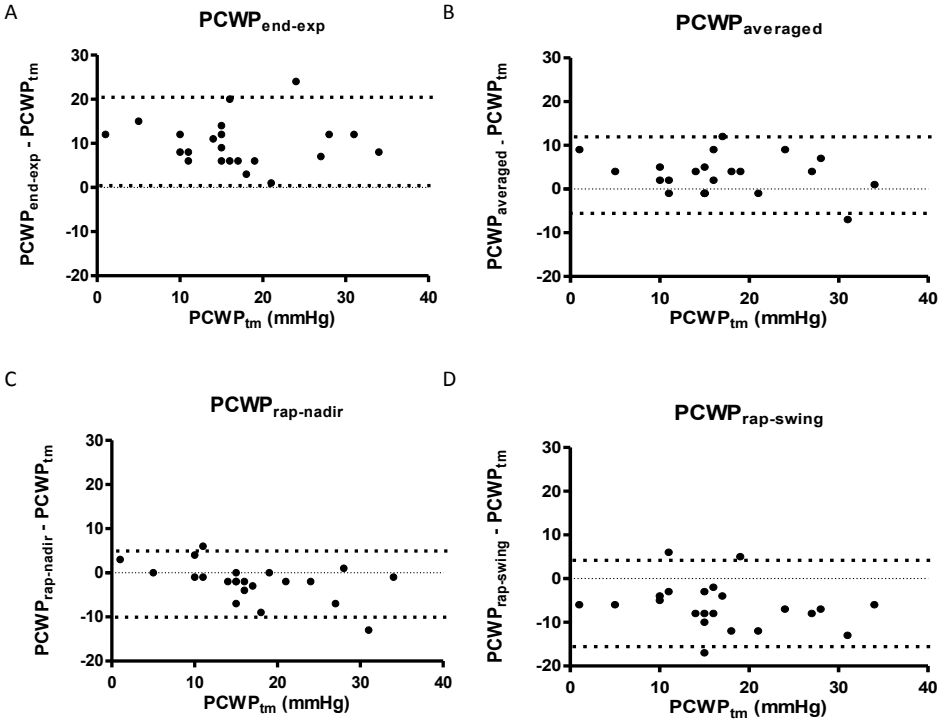 A
PCWPend-exp
PCWPend-exp - PCWPtm
30
20
10
0
-10
-20
0 10 20 30 40
PCWPtm (mmHg)
B
PCWPaveraged
PCWPaveraged - PCWPtm
30
20
10
0
-10
-20
0 10 20 30 40
PCWPtm (mmHg)
C
PCWPrap-nadir
PCWPrap-nadir - PCWPtm
30
20
10
0
-10
-20
0 10 20 30 40
PCWPtm (mmHg)
D
PCWPrap-swing
PCWPrap-swing - PCWPtm
30
20
10
0
-10
-20
0 10 20 30 40
PCWPtm (mmHg)